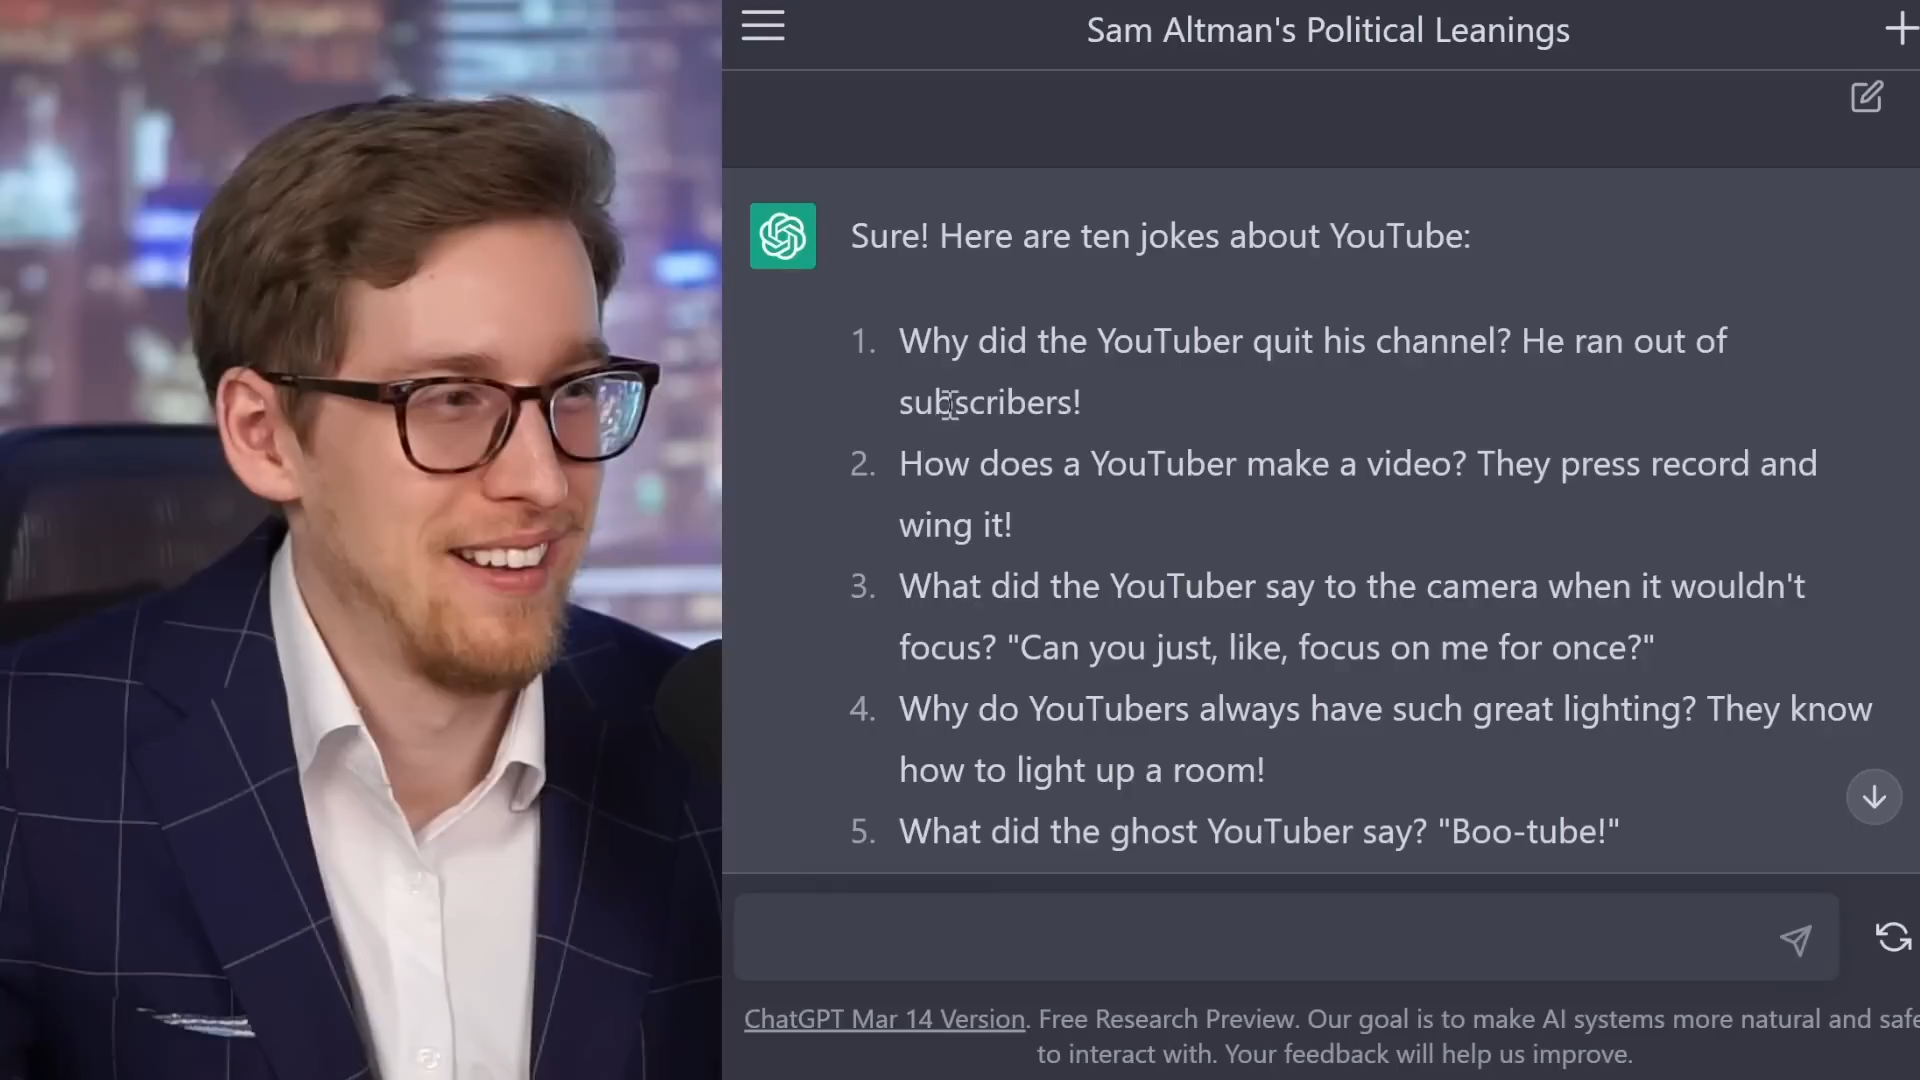 Sam Altman's Political Leanings
Sure! Here are ten jokes about YouTube:
1. Why did the YouTuber quit his channel? He ran out of
subscribers!
2. How does a YouTuber make a video? They press record and
wing it!
3. What did the YouTuber say to the camera when it wouldn't
focus? "Can you just, like, focus on me for once?"
4. Why do YouTubers always have such great lighting? They know
how to light up a room!
5. What did the ghost YouTuber say? "Boo-tube!"
ChatGPT Mar 14 Version. Free Research Preview. Our goal is to make AI systems more natural and safe
to interact with. Your feedback will help us improve.